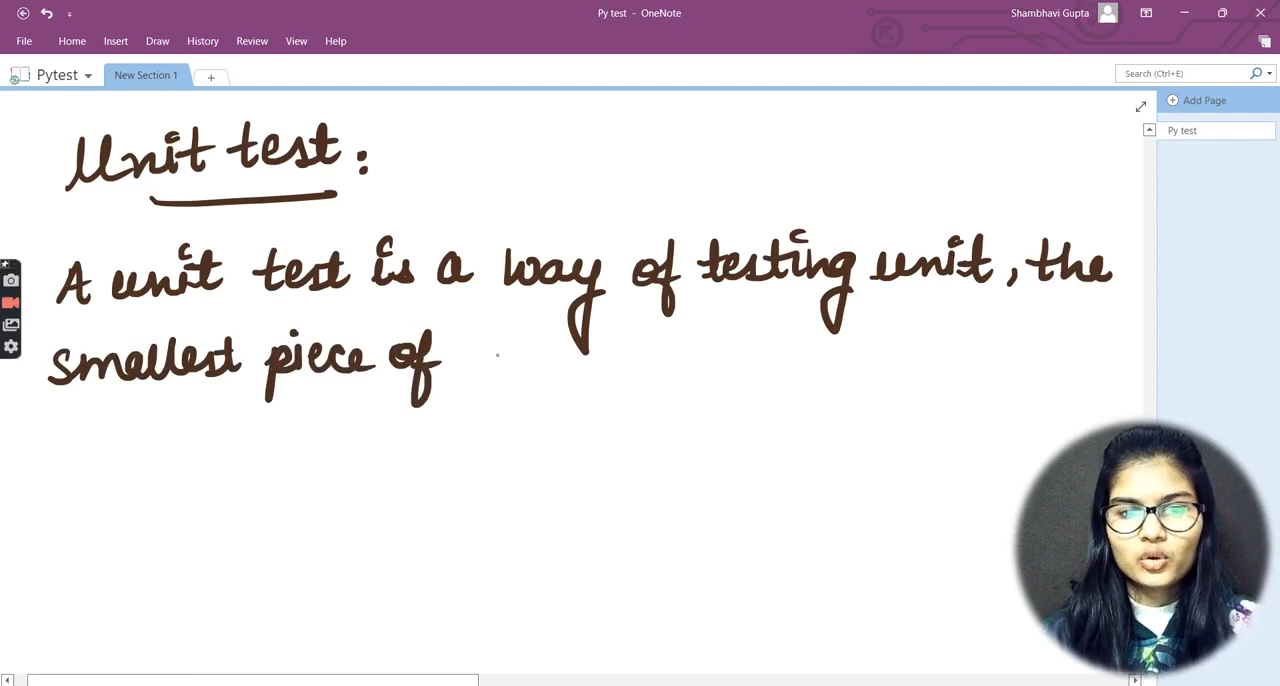 Py test - OneNote
Shambhavi Gupta
File Home Insert Draw History Review View Help
Pytest
New Section 1
Search (Ctrl+E)
Add Page
Py test
Unit test:
A unit test is a way of testing unit, the
smallest piece of